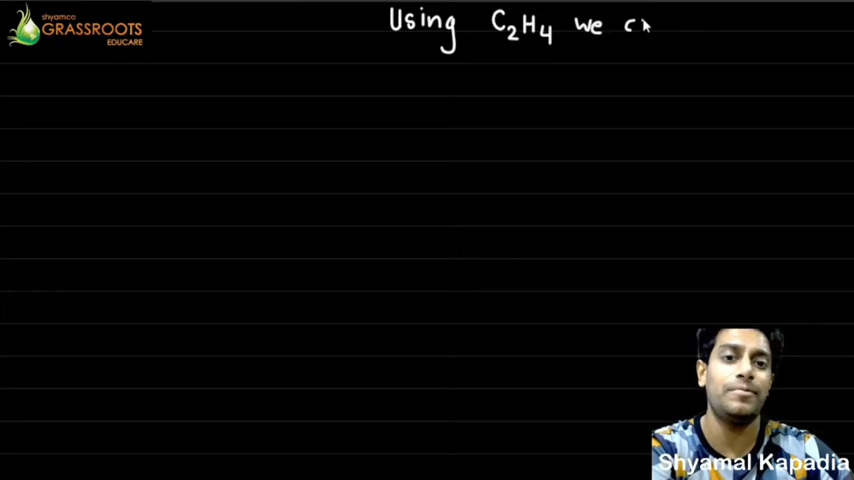 shyamco
GRASSROOTS
EDUCARE
Using C₂H₄ we c
Shyamal Kapadia